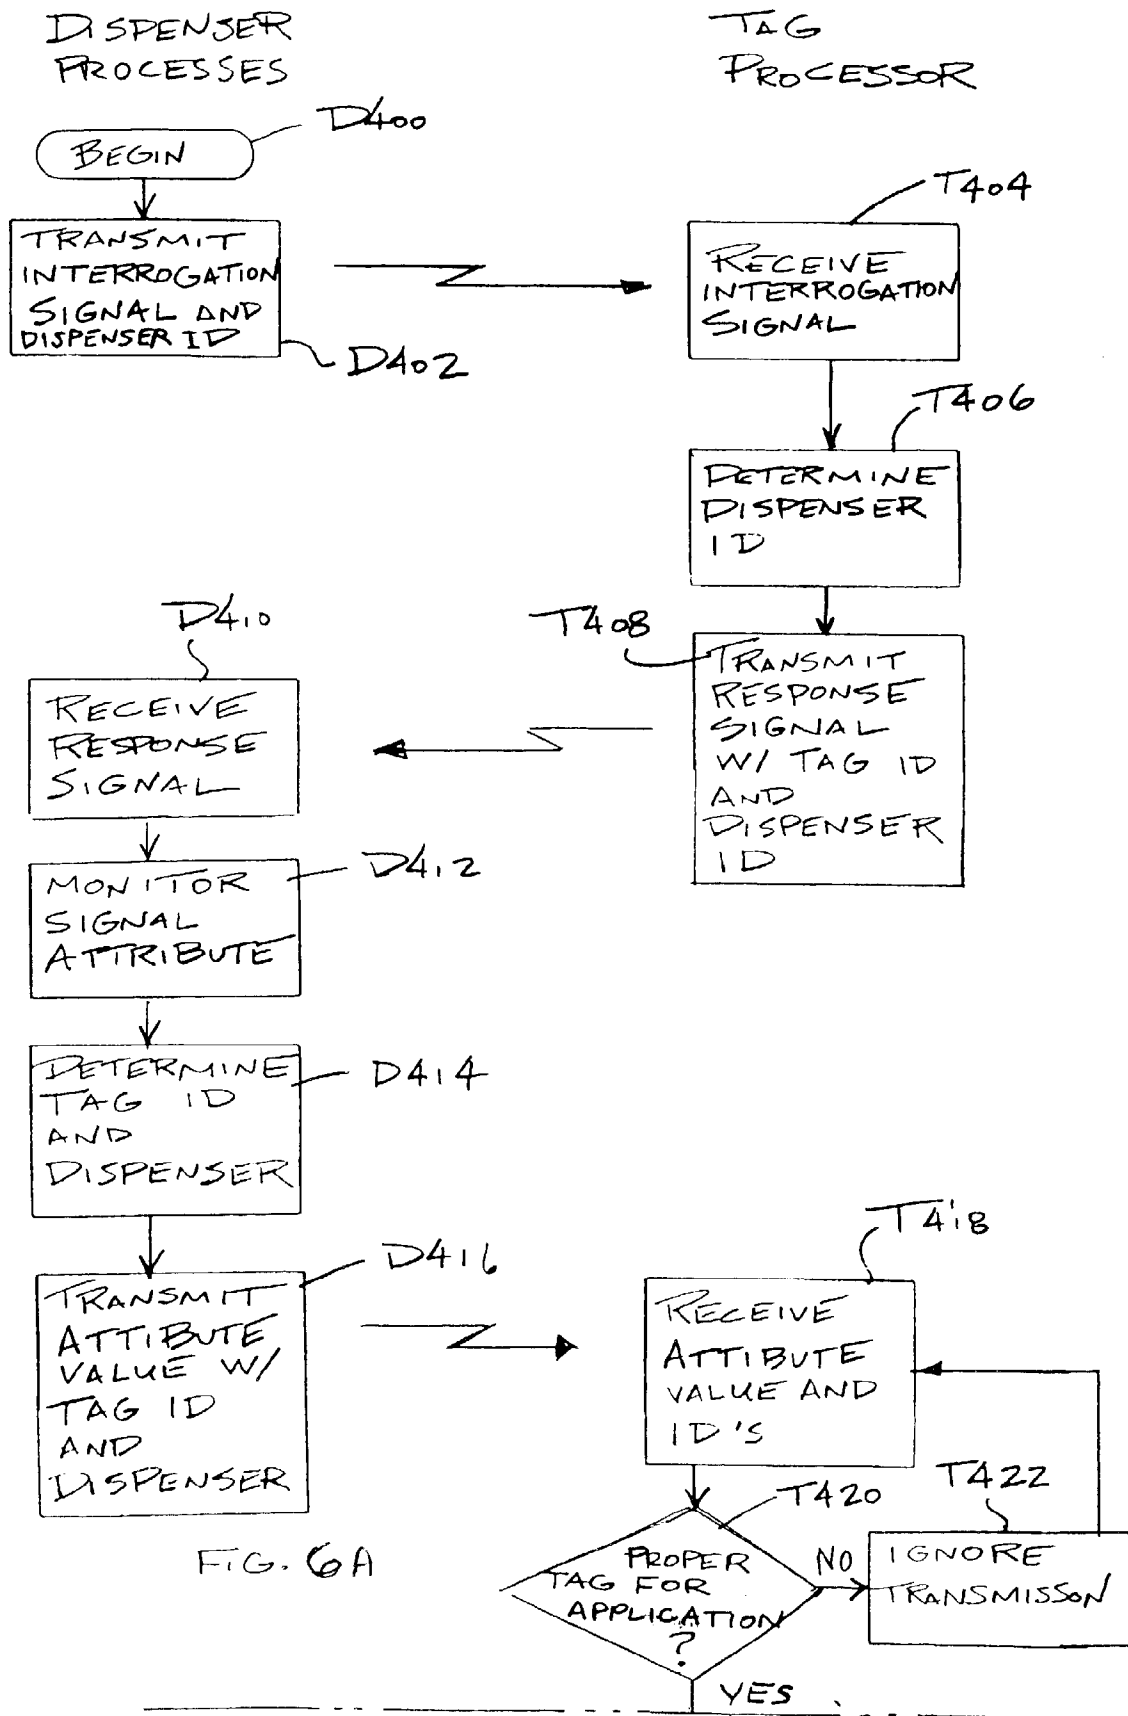 DISPENSER
PROCESSES
TAG
PROCESSOR
D400
BEGIN
TRANSMIT
INTERROGATION
SIGNAL AND
DISPENSER ID
D402
T404
RECEIVE
INTERROGATION
SIGNAL
T406
DETERMINE
DISPENSER
ID
T408
TRANSMIT
RESPONSE
SIGNAL
W/ TAG ID
AND
DISPENSER
ID
D410
RECEIVE
RESPONSE
SIGNAL
D412
MONITOR
SIGNAL
ATTRIBUTE
D414
DETERMINE
TAG ID
AND
DISPENSER
D416
TRANSMIT
ATTIBUTE
VALUE W/
TAG ID
AND
DISPENSER
T418
RECEIVE
ATTIBUTE
VALUE AND
ID'S
T420
PROPER
TAG FOR
APPLICATION
?
NO
T422
IGNORE
TRANSMISSON
YES
FIG. 6A